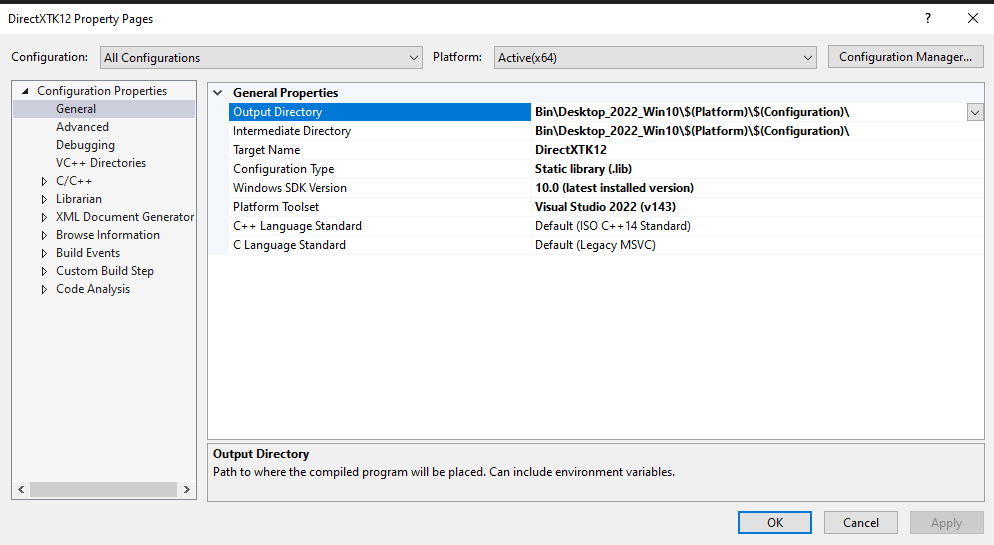 DirectXTK12 Property Pages
?
Configuration: All Configurations Platform: Active(x64) Configuration Manager...
Configuration Properties
General
Advanced
Debugging
VC++ Directories
C/C++
Librarian
XML Document Generator
Browse Information
Build Events
Custom Build Step
Code Analysis
General Properties
Output Directory Bin\Desktop_2022_Win10\$(Platform)\$(Configuration)\
Intermediate Directory Bin\Desktop_2022_Win10\$(Platform)\$(Configuration)\
Target Name DirectXTK12
Configuration Type Static library (.lib)
Windows SDK Version 10.0 (latest installed version)
Platform Toolset Visual Studio 2022 (v143)
C++ Language Standard Default (ISO C++14 Standard)
C Language Standard Default (Legacy MSVC)
Output Directory
Path to where the compiled program will be placed. Can include environment variables.
OK Cancel Apply